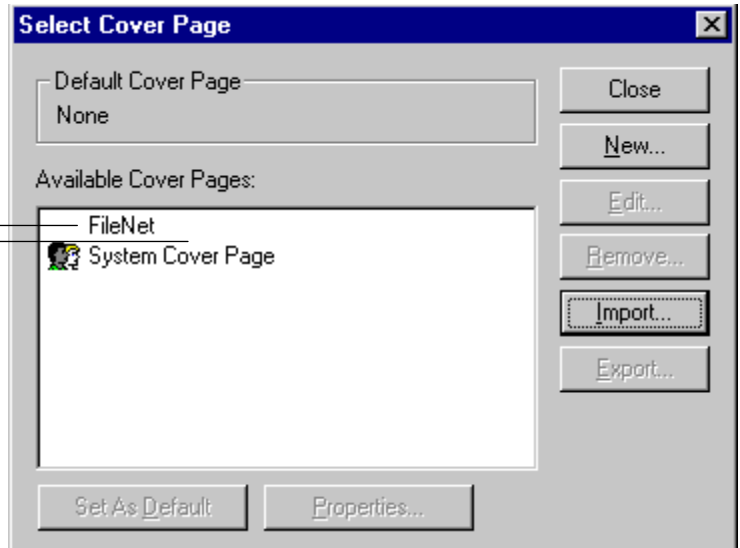 Select Cover Page
Default Cover Page
None
Close
New...
Available Cover Pages:
Edit...
FileNet
System Cover Page
Remove...
Import...
Export...
Set As Default
Properties...